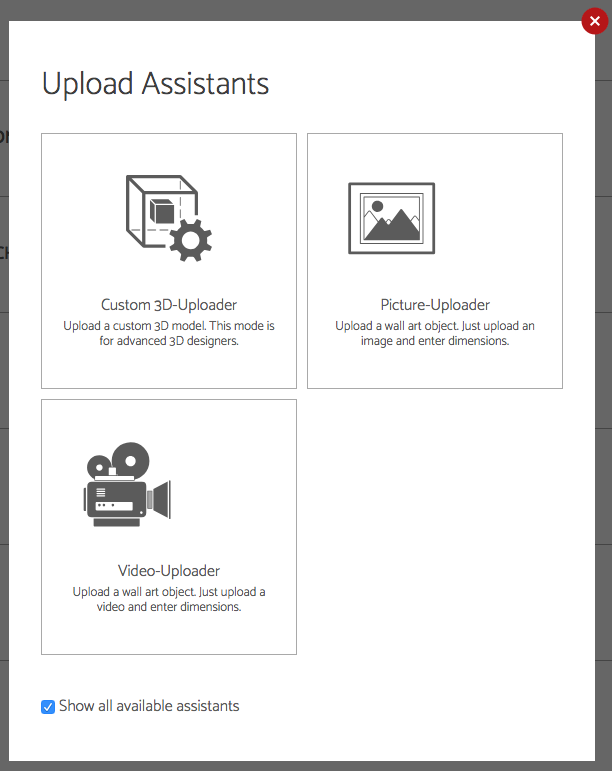 Upload Assistants
Custom 3D-Uploader
Upload a custom 3D model. This mode is
for advanced 3D designers.
Picture-Uploader
Upload a wall art object. Just upload an
image and enter dimensions.
Video-Uploader
Upload a wall art object. Just upload a
video and enter dimensions.
Show all available assistants